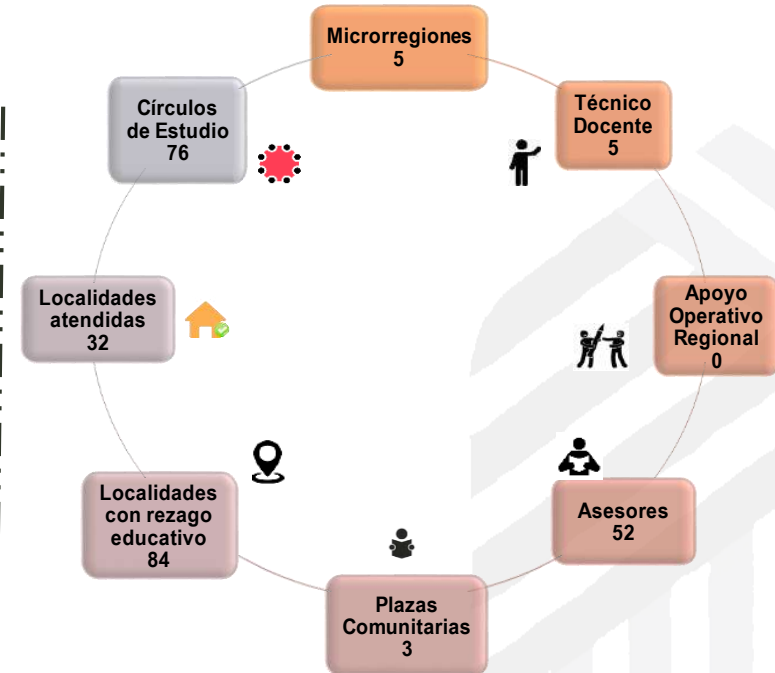 Microrregiones
5
Técnico
Docente
5
Apoyo
Operativo
Regional
0
Asesores
52
Plazas
Comunitarias
3
Localidades
con rezago
educativo
84
Localidades
atendidas
32
Círculos
de Estudio
76